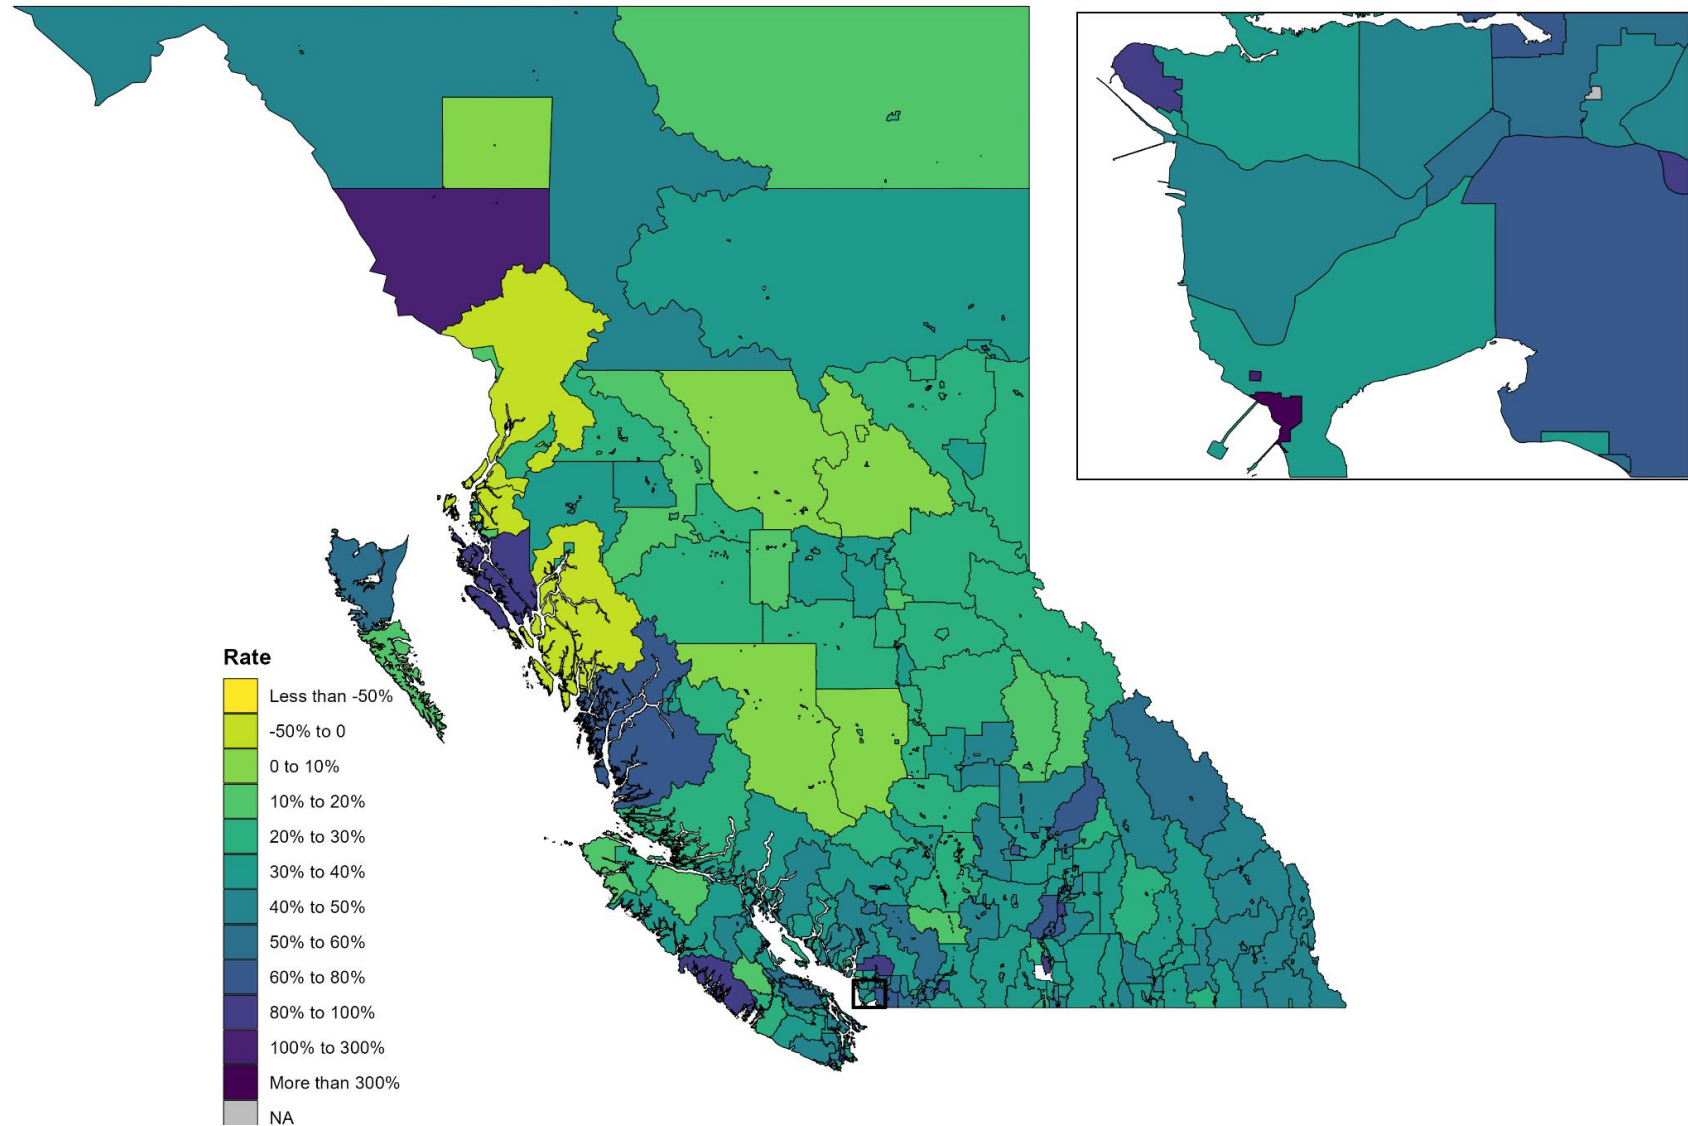 Rate
Less than -50%
-50% to 0
0 to 10%
10% to 20%
20% to 30%
30% to 40%
40% to 50%
50% to 60%
60% to 80%
80% to 100%
100% to 300%
More than 300%
NA